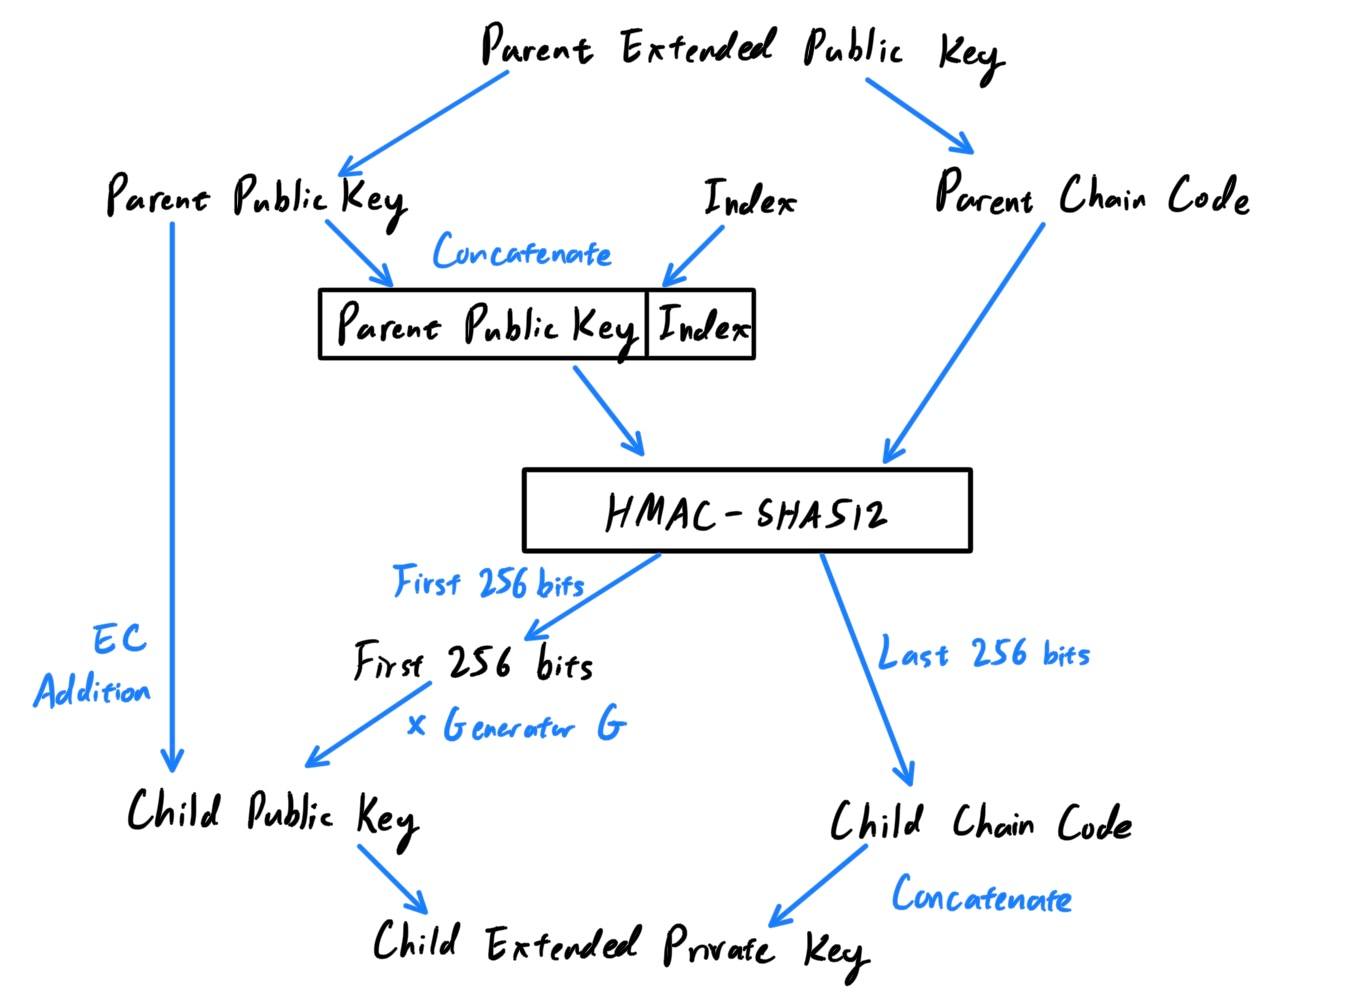 Parent Extended Public Key
Parent Public Key
Index
Parent Chain Code
Concatenate
Parent Public Key Index
HMAC-SHA512
First 256 bits
Last 256 bits
EC
Addition
First 256 bits
x Generator G
Child Public Key
Child Chain Code
Concatenate
Child Extended Private Key